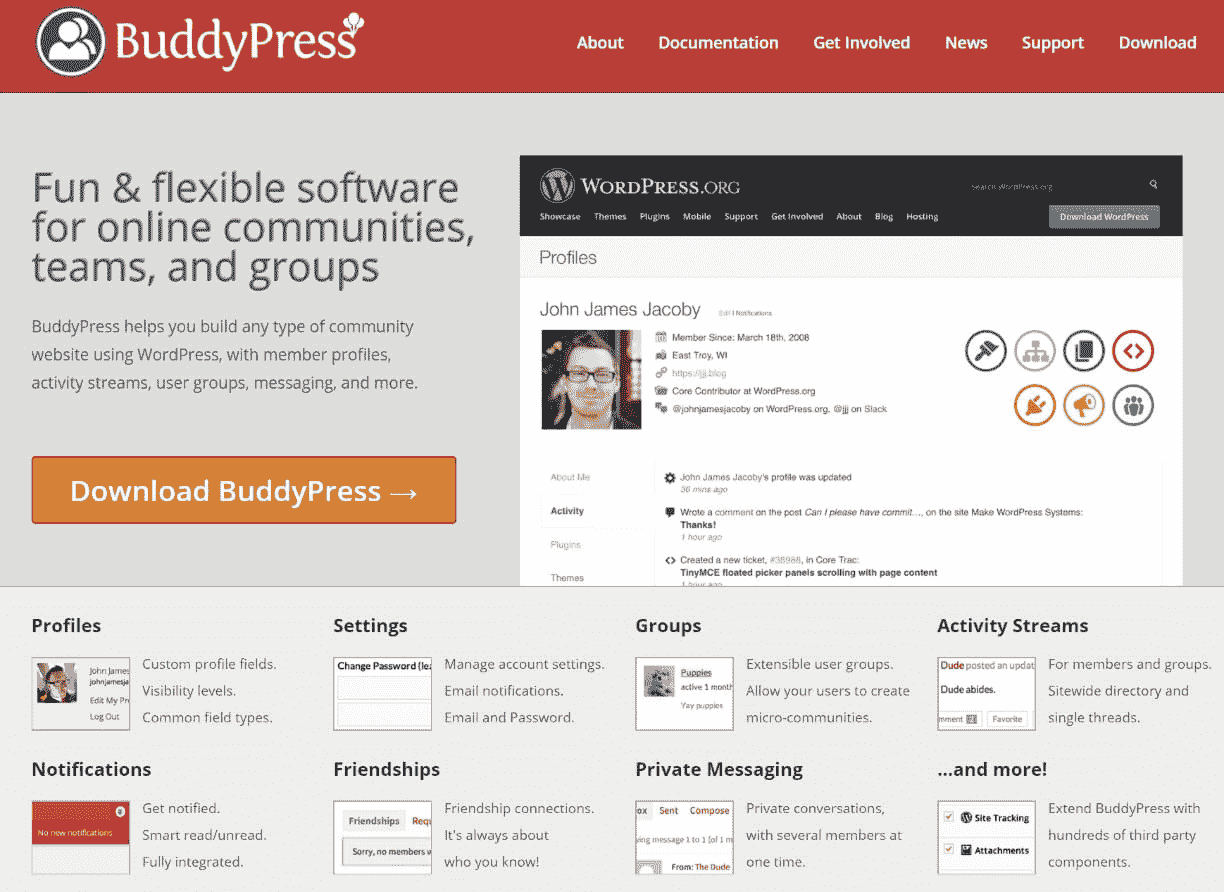 BuddyPress
About Documentation Get Involved News Support Download
Fun & flexible software
for online communities,
teams, and groups
BuddyPress helps you build any type of community
website using WordPress, with member profiles,
activity streams, user groups, messaging, and more.
Download BuddyPress →
WORDPRESS.ORG
Search WordPress.org
Showcase Themes Plugins Mobile Support Get Involved About Blog Hosting
Download WordPress
Profiles
John James Jacoby Edit | Notifications
Member Since: March 18th, 2008
East Troy, WI
https://jjj.blog
Core Contributor at WordPress.org
@johnjamesjacoby on WordPress.org, @jjj on Slack
About Me
Activity
Plugins
Themes
John James Jacoby's profile was updated
36 mins ago
Wrote a comment on the post Can I please have commit..., on the site Make WordPress Systems:
Thanks!
1 hour ago
Created a new ticket, #38988, in Core Trac:
TinyMCE floated picker panels scrolling with page content
1 hour ago
Profiles
John James
johnjamesja
Edit My Pr
Log Out
Custom profile fields.
Visibility levels.
Common field types.
Settings
Change Password (lea
Manage account settings.
Email notifications.
Email and Password.
Groups
Puppies
active 1 month
Yay puppies
Extensible user groups.
Allow your users to create
micro-communities.
Activity Streams
Dude posted an updat
Dude abides.
mment Favorite
For members and groups.
Sitewide directory and
single threads.
Notifications
0
No new notifications
Get notified.
Smart read/unread.
Fully integrated.
Friendships
Friendships Requ
Sorry, no members w
Friendship connections.
It's always about
who you know!
Private Messaging
ox Sent Compose
ving message 1 to 1 (of 1 m
From: The Dude
Private conversations,
with several members at
one time.
...and more!
Site Tracking
Attachments
Extend BuddyPress with
hundreds of third party
components.